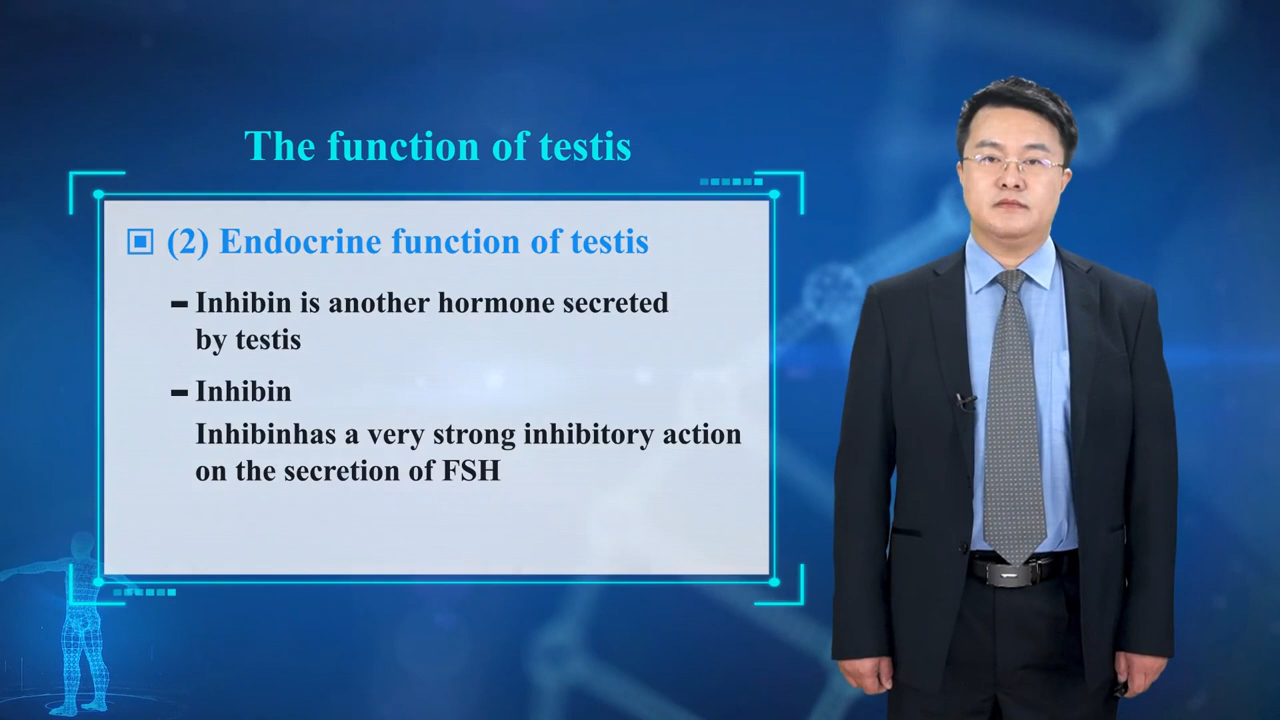 The function of testis
(2) Endocrine function of testis
Inhibin is another hormone secreted
by testis
Inhibin
Inhibinhas a very strong inhibitory action
on the secretion of FSH